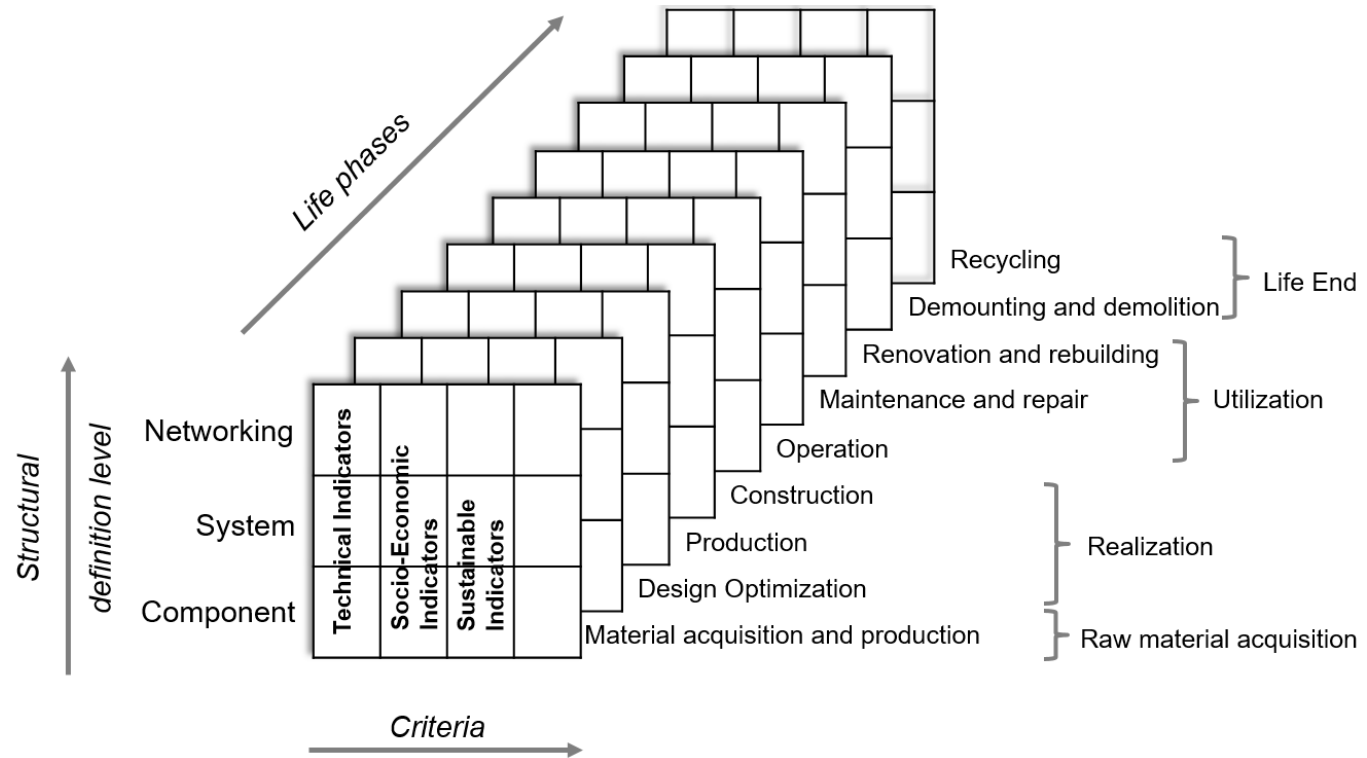 Life phases
Recycling
Life End
Demounting and demolition
Renovation and rebuilding
Utilization
Maintenance and repair
Operation
Construction
Realization
Production
Design Optimization
Material acquisition and production
Raw material acquisition
Structural
definition level
Networking
System
Component
Technical Indicators
Socio-Economic
Indicators
Sustainable
Indicators
Criteria